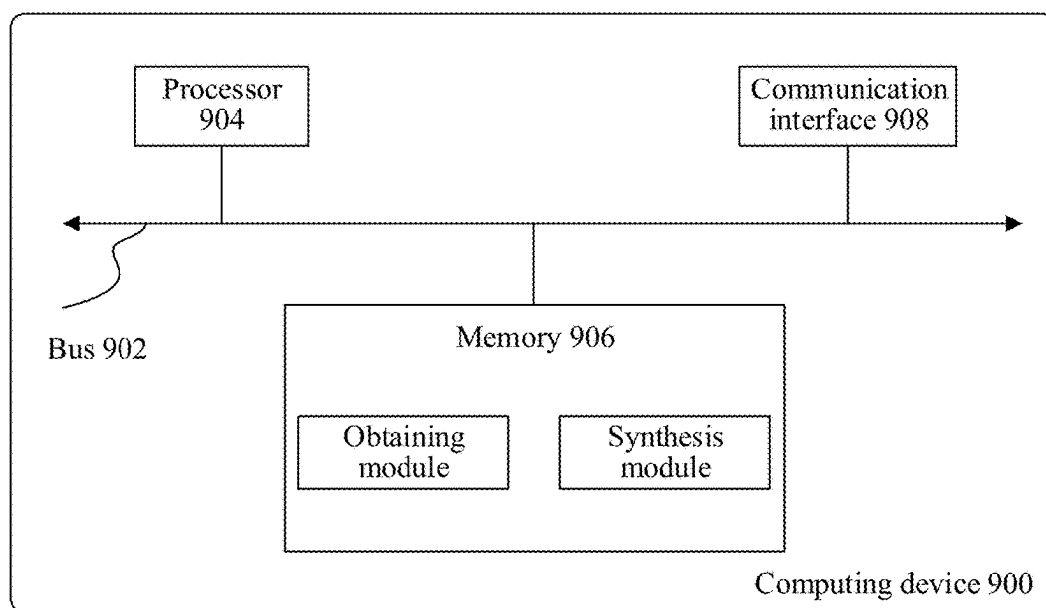 Processor
904
Communication
interface 908
Bus 902
Memory 906
Obtaining
module
Synthesis
module
Computing device 900